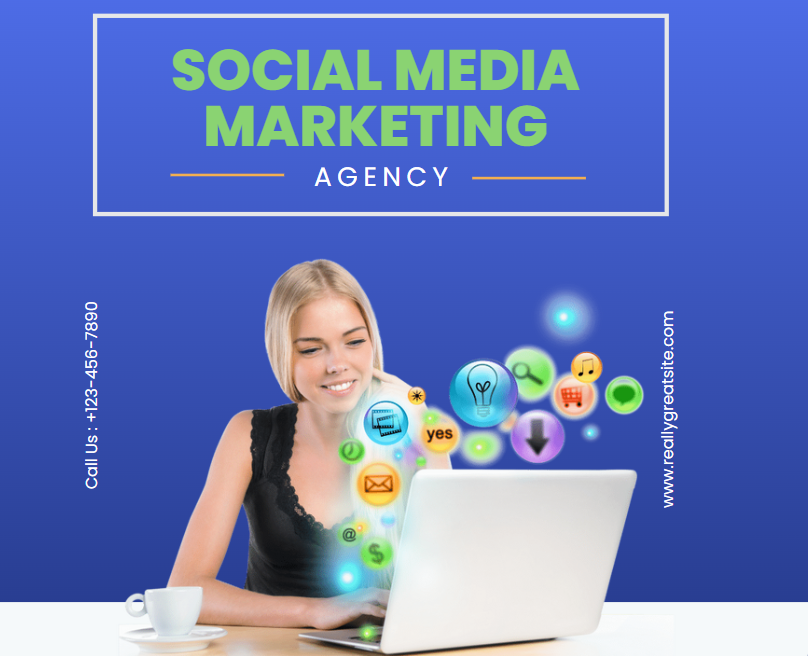 SOCIAL MEDIA
MARKETING
AGENCY
Call Us : +123-456-7890
www.reallygreatsite.com
yes
@
$